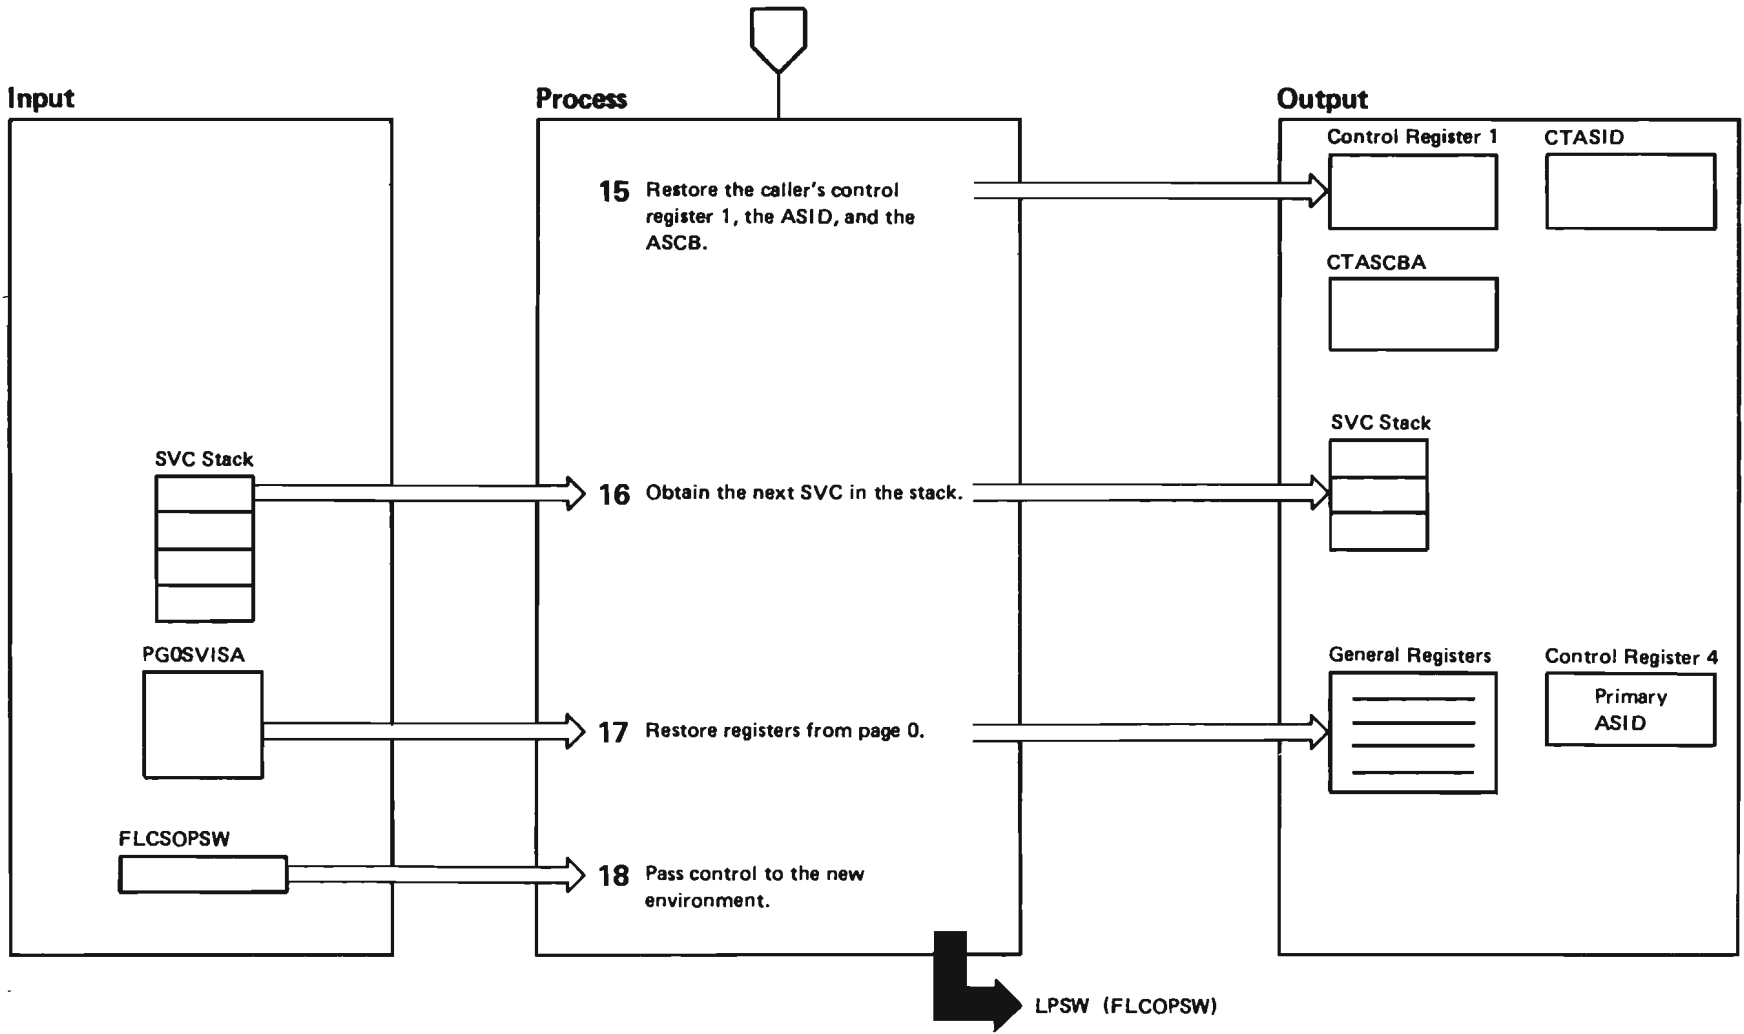 Input
Process
Output
Control Register 1
CTASID
15 Restore the caller's control
register 1, the ASID, and the
ASCB.
CTASCBA
SVC Stack
SVC Stack
16 Obtain the next SVC in the stack.
PG0SVISA
General Registers
Control Register 4
Primary
ASID
17 Restore registers from page 0.
FLCSOPSW
18 Pass control to the new
environment.
LPSW (FLCOPSW)